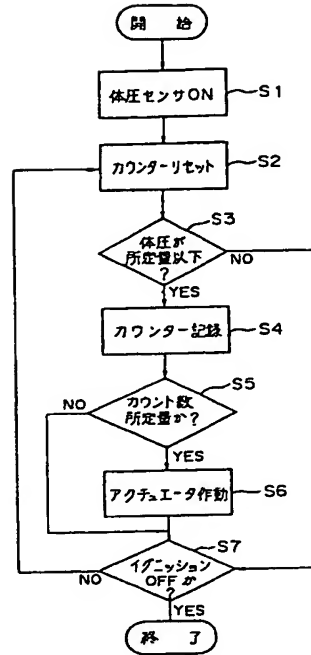 開 始
体圧センサON
S1
カウンターリセット
S2
S3
体圧が
所定量以下
?
NO
YES
カウンター記録
S4
S5
NO
カウント数
所定量か?
YES
アクチュエータ作動
S6
S7
イグニッション
OFFか
?
NO
YES
終 了